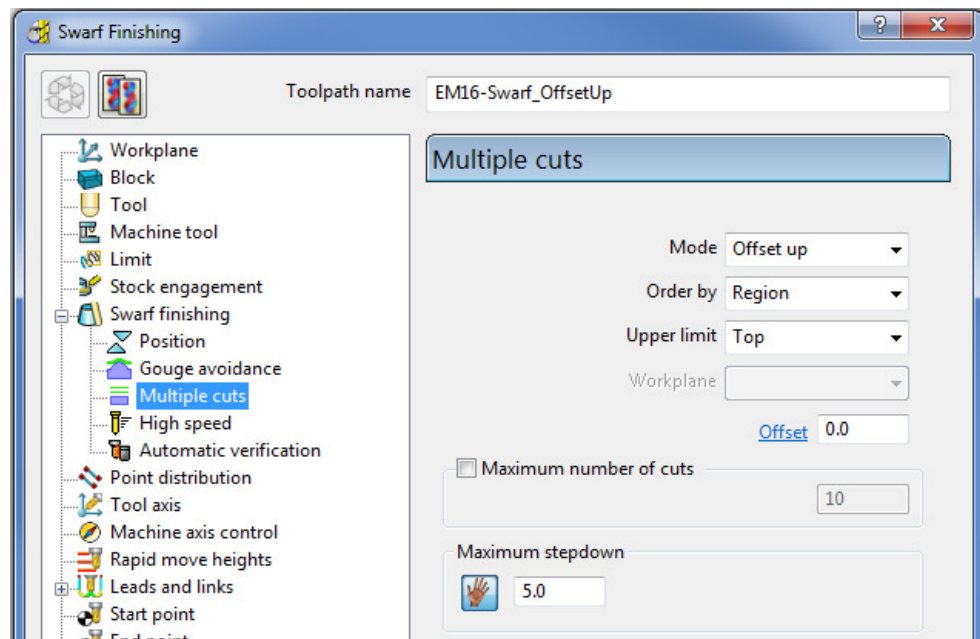 Swarf Finishing
Toolpath name EM16-Swarf_OffsetUp
Workplane
Block
Tool
Machine tool
Limit
Stock engagement
Swarf finishing
Position
Gouge avoidance
Multiple cuts
High speed
Automatic verification
Point distribution
Tool axis
Machine axis control
Rapid move heights
Leads and links
Start point
End point
Multiple cuts
Mode Offset up
Order by Region
Upper limit Top
Workplane
Offset 0.0
Maximum number of cuts
10
Maximum stepdown
5.0